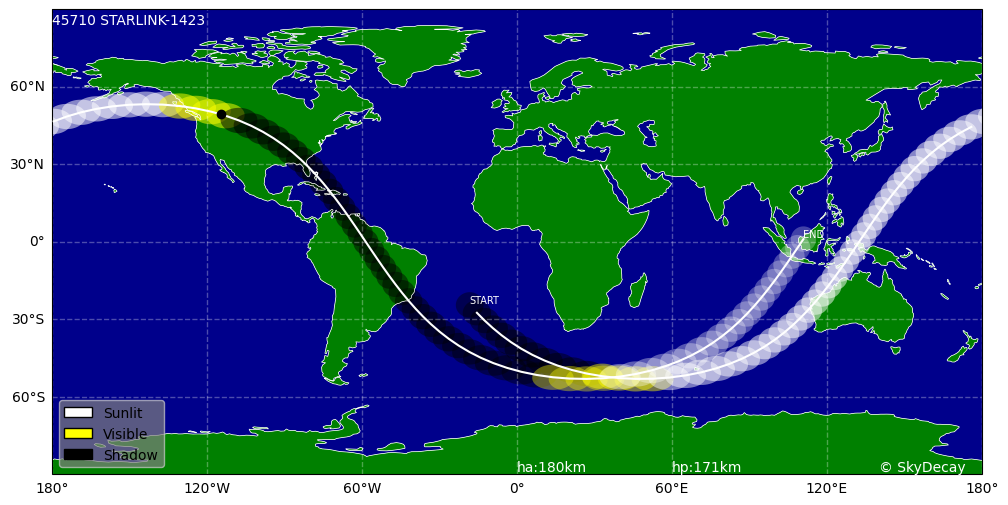 45710 STARLINK-1423
60°N
30°N
0°
30°S
60°S
START
END
Sunlit
Visible
Shadow
ha:180km
hp:171km
© SkyDecay
180°
120°W
60°W
0°
60°E
120°E
180°